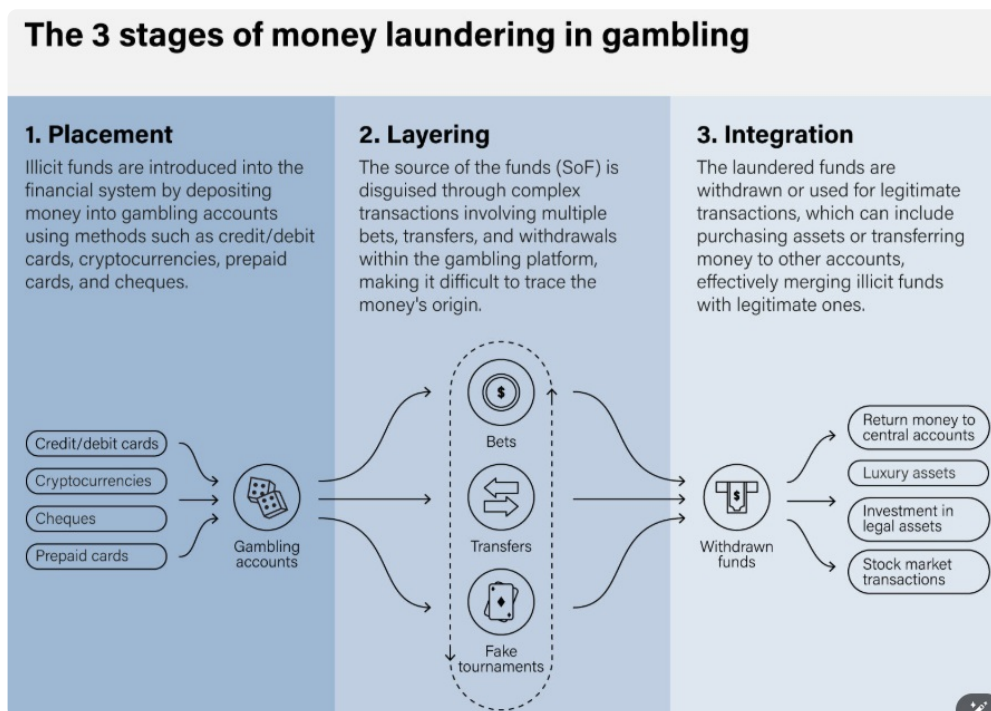 The 3 stages of money laundering in gambling
1. Placement
Illicit funds are introduced into the
financial system by depositing
money into gambling accounts
using methods such as credit/debit
cards, cryptocurrencies, prepaid
cards, and cheques.
2. Layering
The source of the funds (SoF) is
disguised through complex
transactions involving multiple
bets, transfers, and withdrawals
within the gambling platform,
making it difficult to trace the
money's origin.
3. Integration
The laundered funds are
withdrawn or used for legitimate
transactions, which can include
purchasing assets or transferring
money to other accounts,
effectively merging illicit funds
with legitimate ones.
Credit/debit cards
Cryptocurrencies
Cheques
Prepaid cards
Gambling
accounts
$
Bets
Transfers
Fake
tournaments
$
Withdrawn
funds
Return money to
central accounts
Luxury assets
Investment in
legal assets
Stock market
transactions